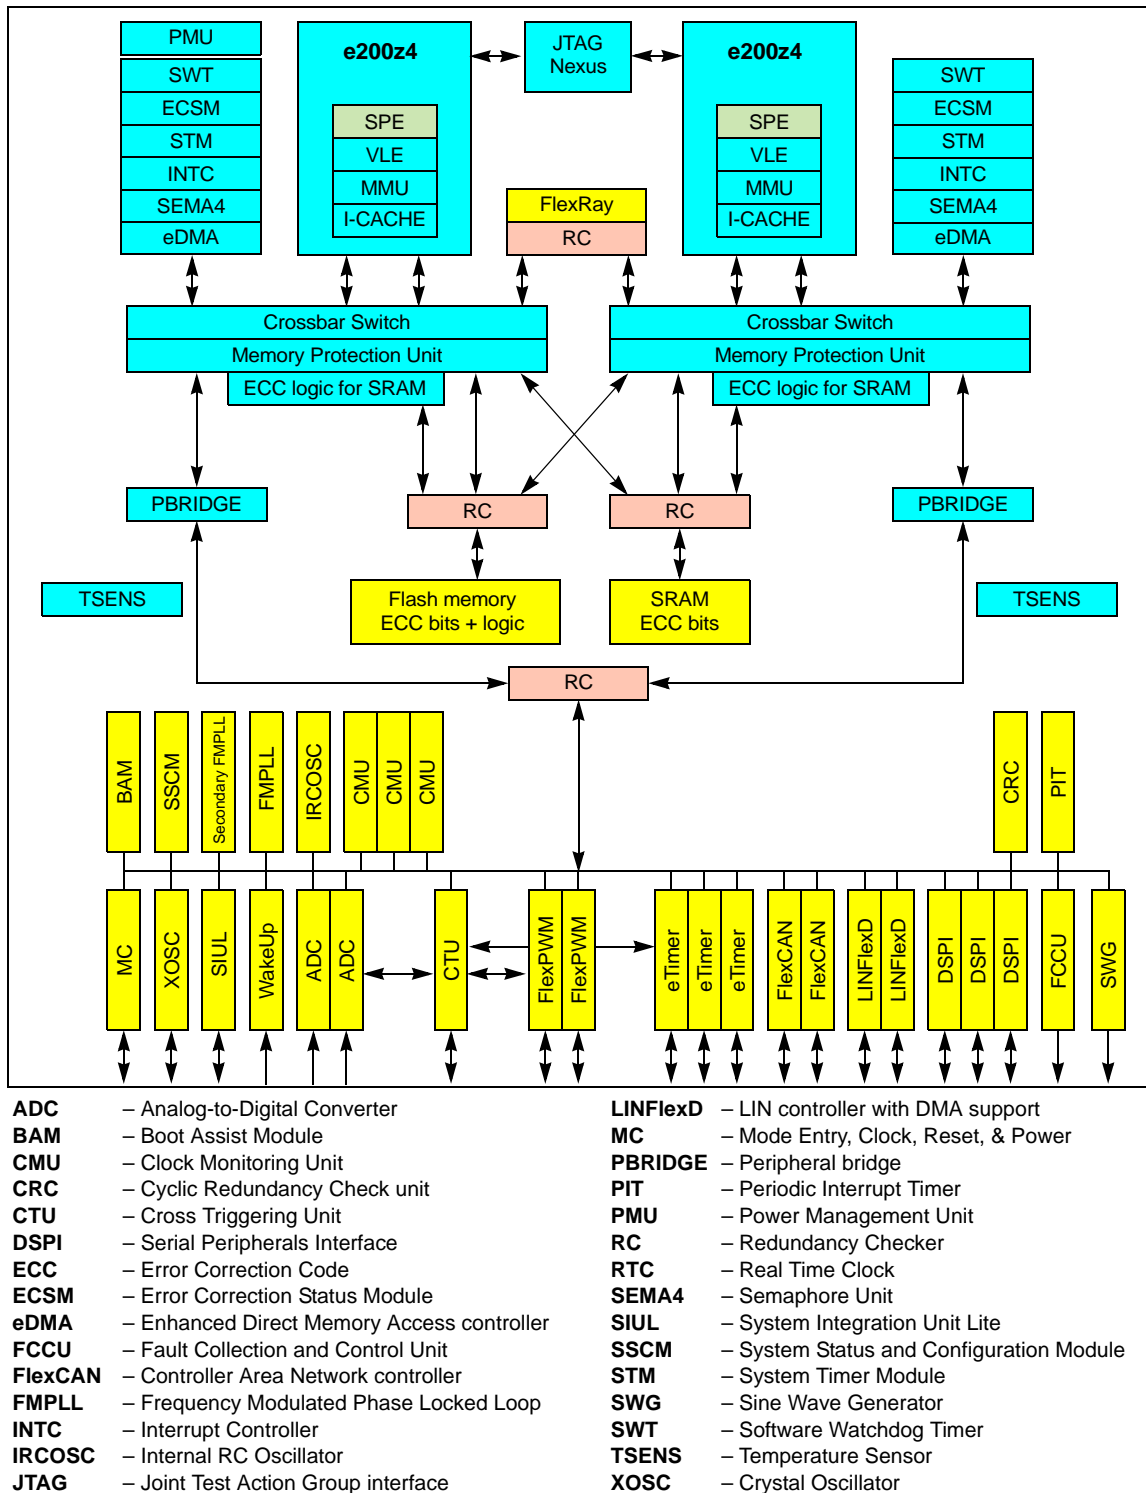 PMU
SWT
ECSM
STM
INTC
SEMA4
eDMA
e200z4
SPE
VLE
MMU
I-CACHE
JTAG
Nexus
FlexRay
RC
e200z4
SPE
VLE
MMU
I-CACHE
SWT
ECSM
STM
INTC
SEMA4
eDMA
Crossbar Switch
Memory Protection Unit
ECC logic for SRAM
Crossbar Switch
Memory Protection Unit
ECC logic for SRAM
PBRIDGE
RC
RC
PBRIDGE
TSENS
Flash memory
ECC bits + logic
SRAM
ECC bits
TSENS
RC
BAM
SSCM
Secondary FMPLL
FMPLL
IRCOSC
CMU
CMU
CMU
CRC
PIT
MC
XOSC
SIUL
WakeUp
ADC
ADC
CTU
FlexPWM
FlexPWM
eTimer
eTimer
eTimer
FlexCAN
FlexCAN
LINFlexD
LINFlexD
DSPI
DSPI
DSPI
FCCU
SWG
ADC – Analog-to-Digital Converter
BAM – Boot Assist Module
CMU – Clock Monitoring Unit
CRC – Cyclic Redundancy Check unit
CTU – Cross Triggering Unit
DSPI – Serial Peripherals Interface
ECC – Error Correction Code
ECSM – Error Correction Status Module
eDMA – Enhanced Direct Memory Access controller
FCCU – Fault Collection and Control Unit
FlexCAN – Controller Area Network controller
FMPLL – Frequency Modulated Phase Locked Loop
INTC – Interrupt Controller
IRCOSC – Internal RC Oscillator
JTAG – Joint Test Action Group interface
LINFlexD – LIN controller with DMA support
MC – Mode Entry, Clock, Reset, & Power
PBRIDGE – Peripheral bridge
PIT – Periodic Interrupt Timer
PMU – Power Management Unit
RC – Redundancy Checker
RTC – Real Time Clock
SEMA4 – Semaphore Unit
SIUL – System Integration Unit Lite
SSCM – System Status and Configuration Module
STM – System Timer Module
SWG – Sine Wave Generator
SWT – Software Watchdog Timer
TSENS – Temperature Sensor
XOSC – Crystal Oscillator